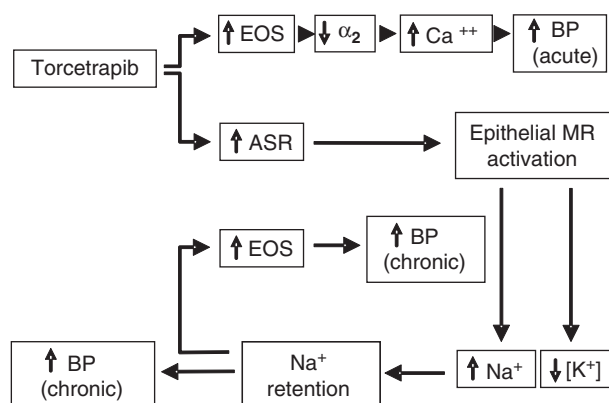 Torcetrapib
↑ EOS
↓ α₂
↑ Ca ⁺⁺
↑ BP
(acute)
↑ ASR
Epithelial MR
activation
↑ EOS
↑ BP
(chronic)
↑ BP
(chronic)
Na⁺
retention
↑ Na⁺
↓ [K⁺]